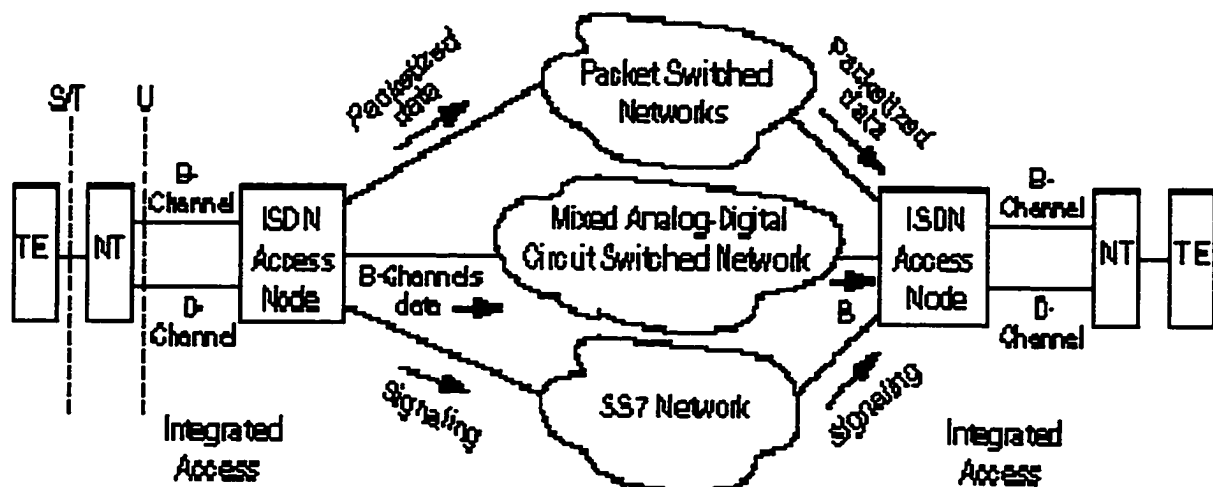 S/T
U
TE
NT
B-
Channel
D-
Channel
ISDN
Access
Node
Integrated
Access
Packetized
data
Packet Switched
Networks
Packetized
data
Mixed Analog-Digital
Circuit Switched Network
B-Channels
data
B
Signaling
SS7 Network
Signaling
ISDN
Access
Node
B-
Channel
D-
Channel
NT
TE
Integrated
Access